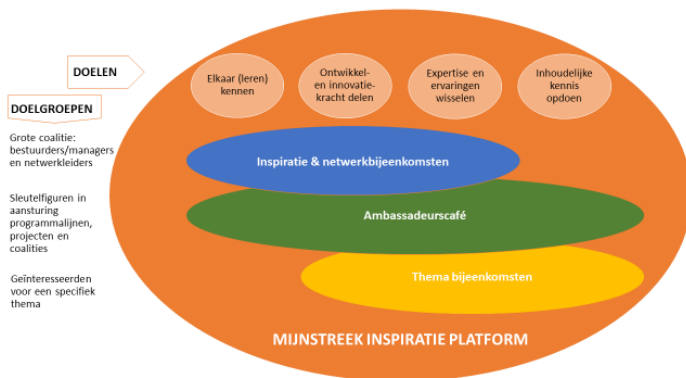 DOELEN
Elkaar (leren)
kennen
Ontwikkel-
en innovatie-
kracht delen
Expertise en
ervaringen
wisselen
Inhoudelijke
kennis
opdoen
DOELGROEPEN
Grote coalitie:
bestuurders/managers
en netwerkleiders
Inspiratie & netwerkbijeenkomsten
Sleutelfiguren in
aansturing
programmalijnen,
projecten en
coalities
Ambassadeurscafé
Geïnteresseerden
voor een specifiek
thema
Thema bijeenkomsten
MIJNSTREEK INSPIRATIE PLATFORM